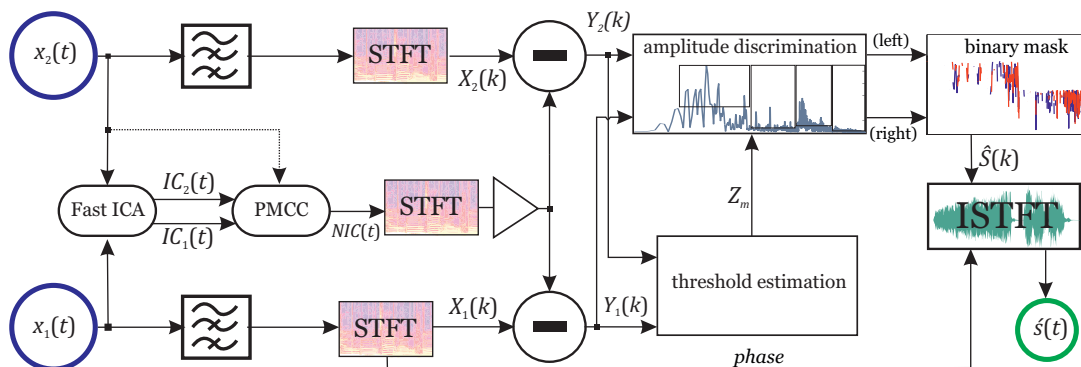 x₂(t)
STFT
X₂(k)
Y₂(k)
amplitude discrimination
(left)
(right)
binary mask
Ŝ(k)
Fast ICA
IC₂(t)
IC₁(t)
PMCC
NIC(t)
STFT
Zₘ
ISTFT
threshold estimation
x₁(t)
STFT
X₁(k)
Y₁(k)
phase
ś(t)